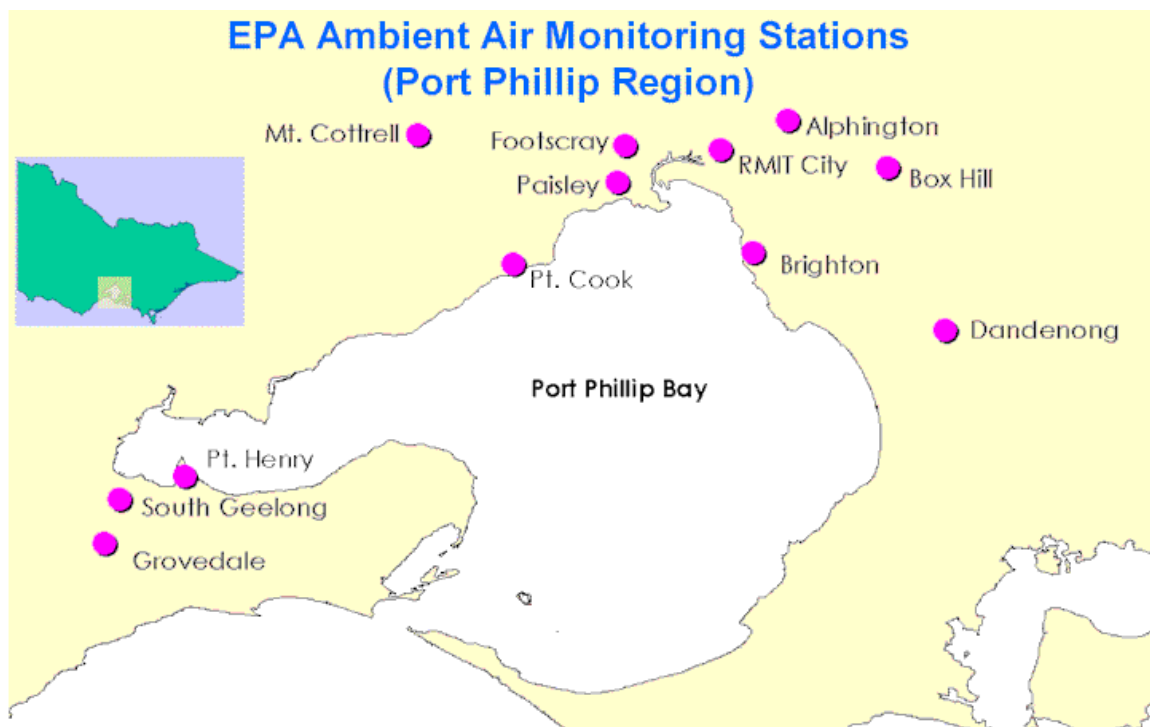 EPA Ambient Air Monitoring Stations
(Port Phillip Region)
Mt. Cottrell
Footscray
Alphington
RMIT City
Paisley
Box Hill
Pt. Cook
Brighton
Dandenong
Port Phillip Bay
Pt. Henry
South Geelong
Grovedale